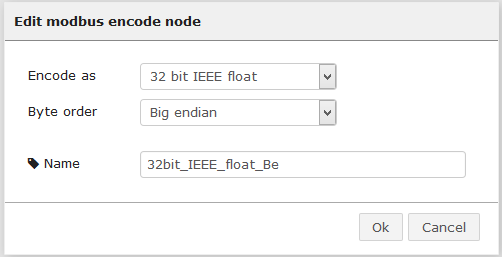 Edit modbus encode node
Encode as 32 bit IEEE float
Byte order Big endian
Name 32bit_IEEE_float_Be
Ok Cancel